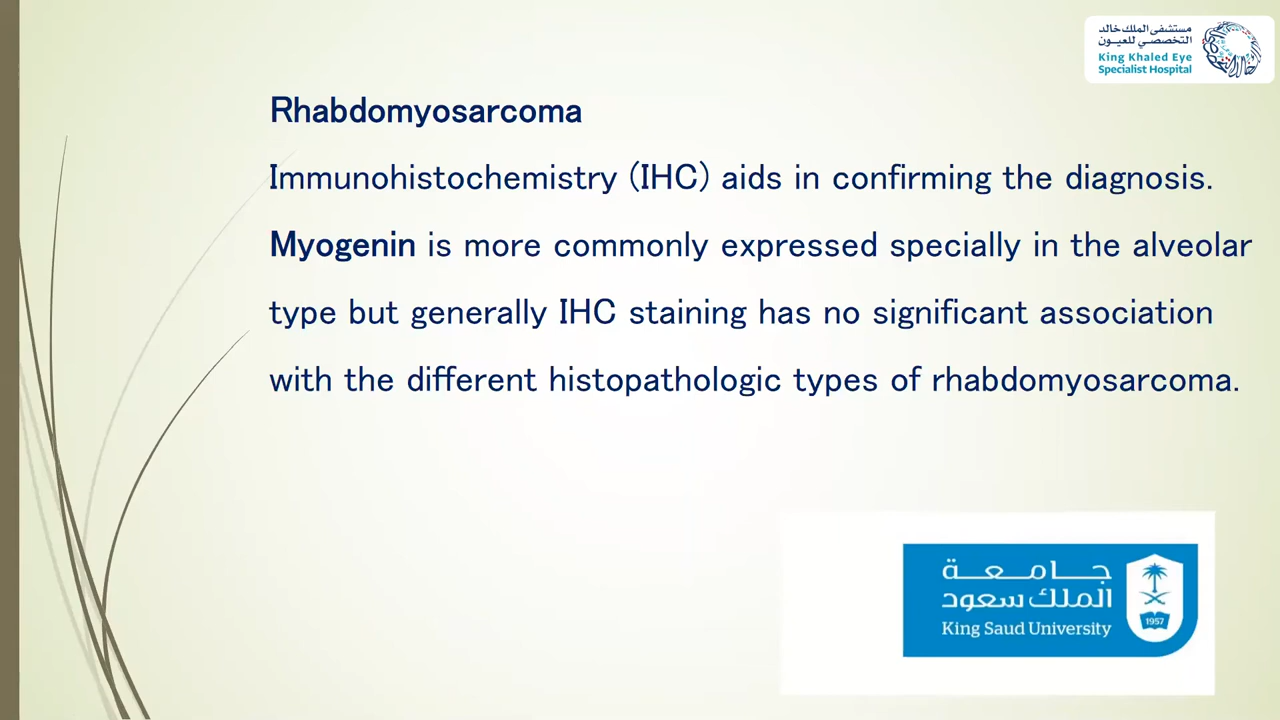 مستشفى الملك خالد
التخصصي للعيون
King Khaled Eye
Specialist Hospital
Rhabdomyosarcoma
Immunohistochemistry (IHC) aids in confirming the diagnosis.
Myogenin is more commonly expressed specially in the alveolar
type but generally IHC staining has no significant association
with the different histopathologic types of rhabdomyosarcoma.
جامعة
الملك سعود
King Saud University
1957